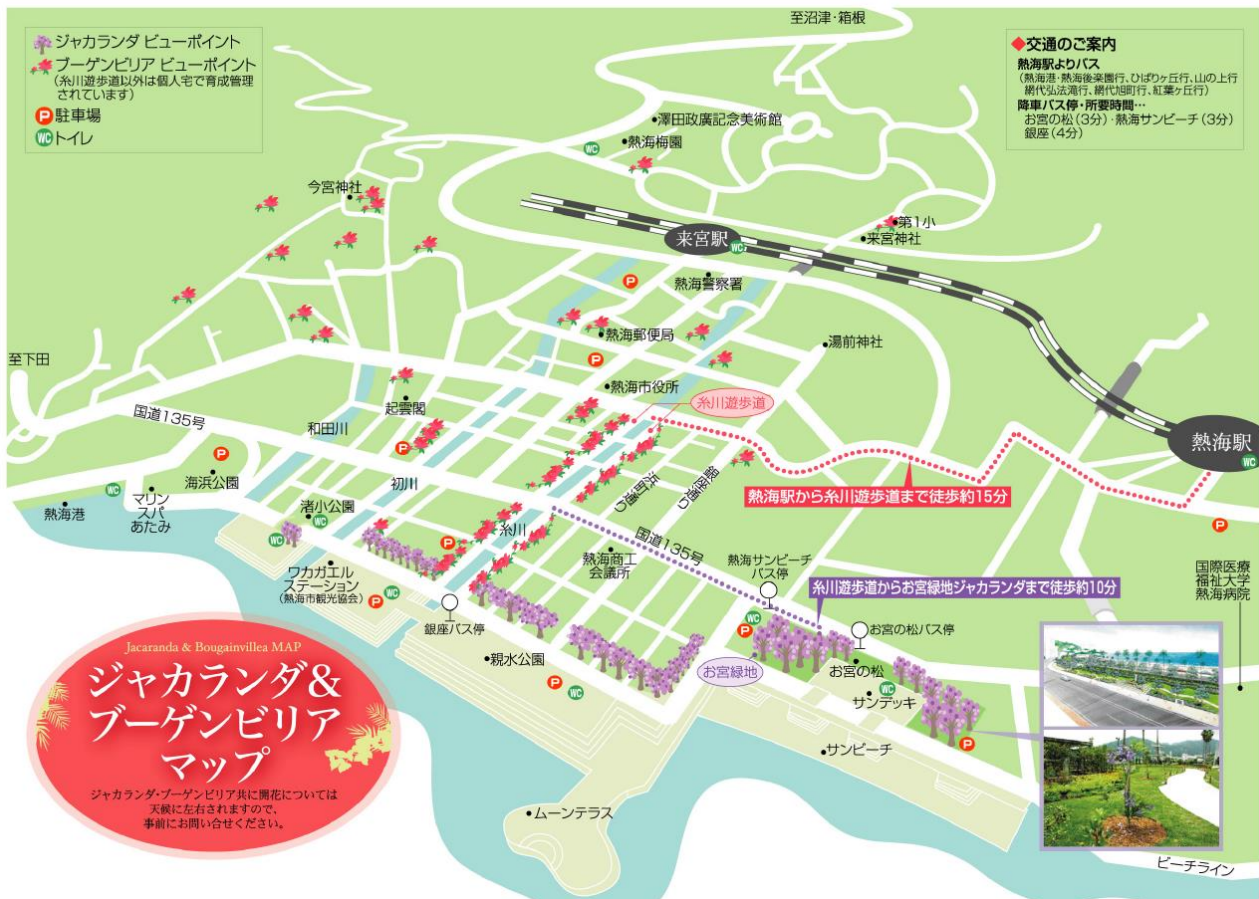 至沼津・箱根
ジャカランダ ビューポイント
ブーゲンビリア ビューポイント
(糸川遊歩道以外は個人宅で育成管理
されています)
P 駐車場
WC トイレ
◆交通のご案内
熱海駅よりバス
(熱海港・熱海後楽園行、ひばりヶ丘行、山の上行
網代弘法滝行、網代旭町行、紅葉ヶ丘行)
降車バス停・所要時間…
お宮の松(3分)・熱海サンビーチ(3分)
銀座(4分)
澤田政廣記念美術館
熱海梅園
WC
今宮神社
第1小
来宮神社
来宮駅
WC
熱海警察署
P
熱海郵便局
湯前神社
P
至下田
熱海市役所
起雲閣
糸川遊歩道
国道135号
和田川
P
熱海駅
WC
P
海浜公園
初川
浜町通り
銀座通り
熱海駅から糸川遊歩道まで徒歩約15分
WC
マリン
スパ
あたみ
熱海港
渚小公園
WC
WC
P
糸川
国道135号
熱海商工
会議所
熱海サンビーチ
バス停
P
国際医療
福祉大学
熱海病院
糸川遊歩道からお宮緑地ジャカランダまで徒歩約10分
ワカガエル
ステーション
(熱海市観光協会)
P
WC
銀座バス停
WC
P
お宮の松バス停
お宮緑地
お宮の松
WC
サンデッキ
親水公園
P
WC
P
サンビーチ
Jacaranda & Bougainvillea MAP
ジャカランダ&
ブーゲンビリア
マップ
ジャカランダ・ブーゲンビリア共に開花については
天候に左右されますので、
事前にお問い合せください。
ムーンテラス
ビーチライン